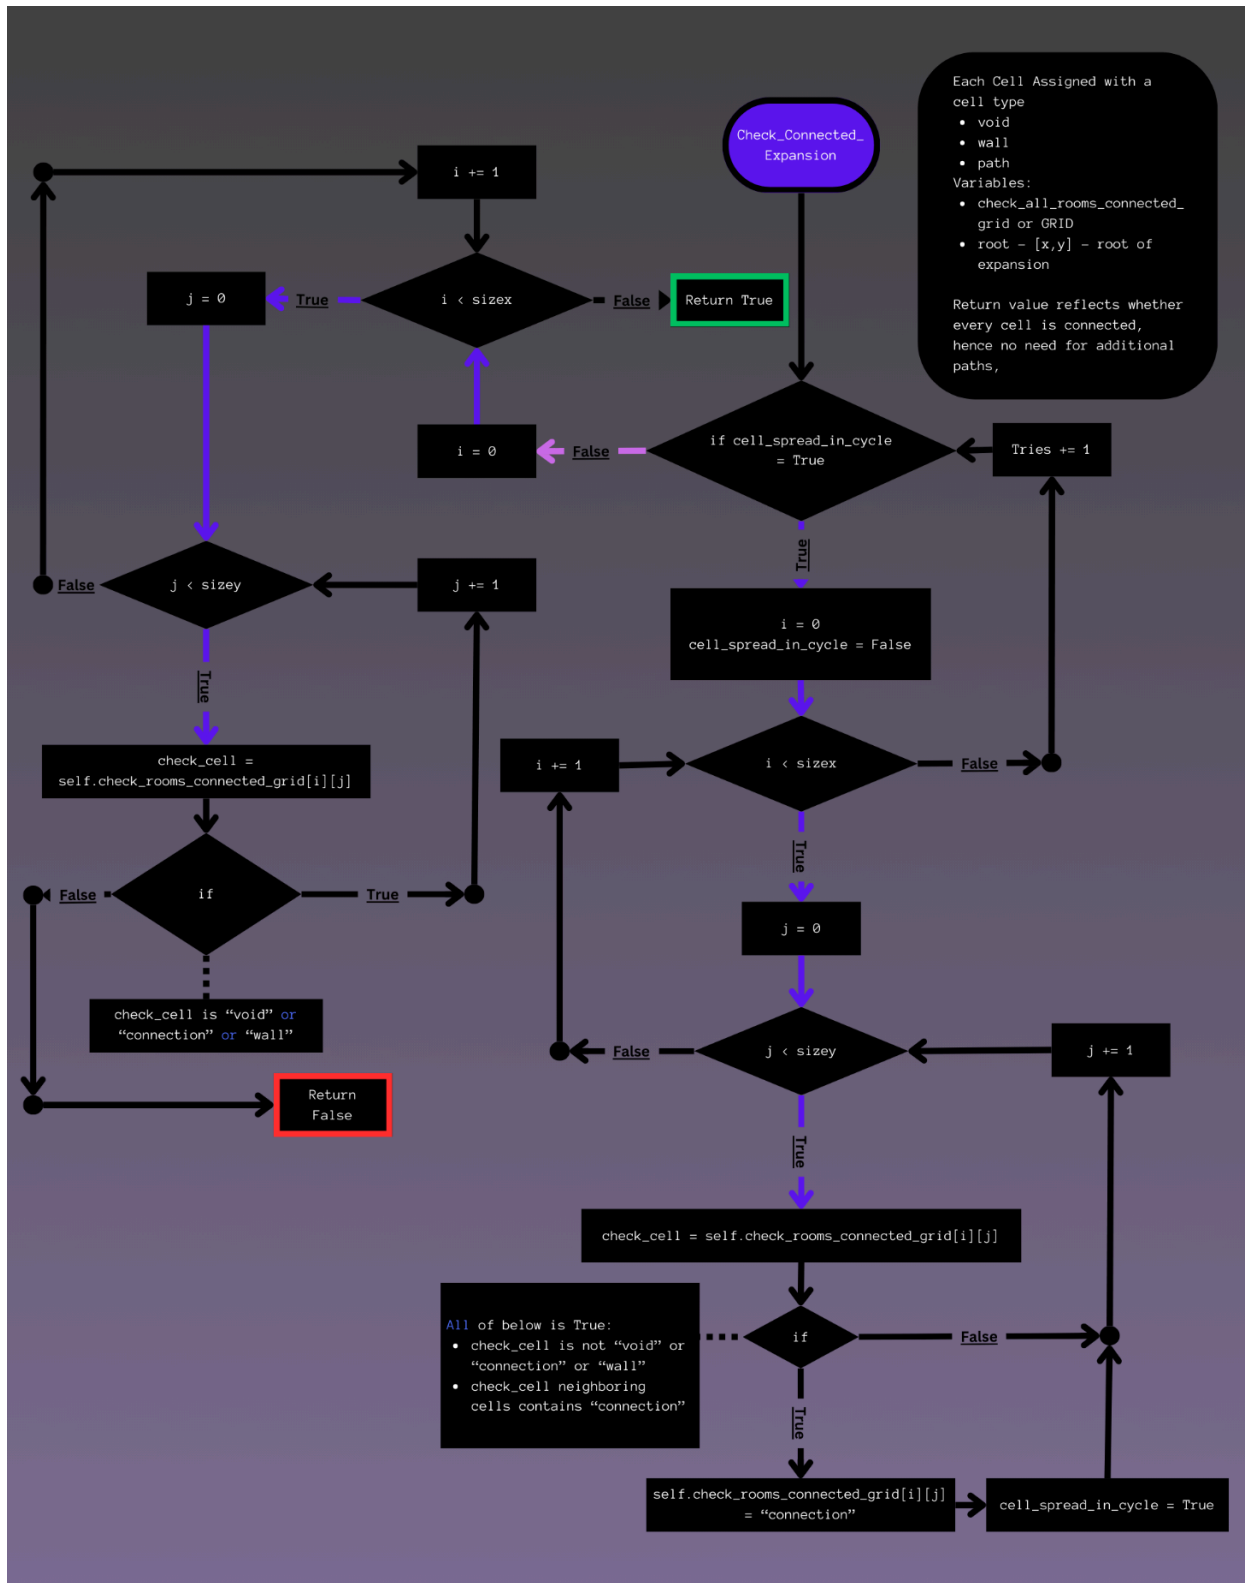 Each Cell Assigned with a
cell type
• void
• wall
• path
Variables:
• check_all_rooms_connected_
grid or GRID
• root – [x,y] – root of
expansion
Return value reflects whether
every cell is connected,
hence no need for additional
paths,
Check_Connected_
Expansion
i += 1
i < sizex
True
j = 0
False
Return True
if cell_spread_in_cycle
= True
Tries += 1
False
i = 0
True
j < sizey
False
j += 1
i = 0
cell_spread_in_cycle = False
True
check_cell =
self.check_rooms_connected_grid[i][j]
i += 1
i < sizex
False
True
if
False
True
j = 0
check_cell is “void” or
“connection” or “wall”
j < sizey
False
j += 1
Return
False
True
check_cell = self.check_rooms_connected_grid[i][j]
All of below is True:
• check_cell is not “void” or
“connection” or “wall”
• check_cell neighboring
cells contains “connection”
if
False
True
self.check_rooms_connected_grid[i][j]
= “connection”
cell_spread_in_cycle = True